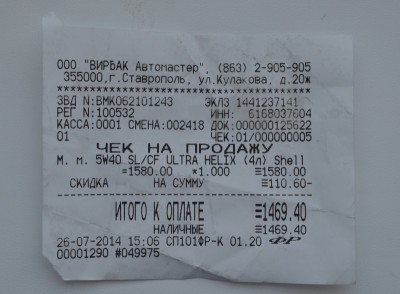 ООО "ВИРБАК Автомастер", (863) 2-905-905
355000,г.Ставрополь, ул.Кулакова, д.20ж
****************************************
ЗВД N:ВМК062101243 ЭКЛЗ 1441237141
РЕГ N:100532 ИНН: 6168037604
КАССА:0001 СМЕНА:002418 ДОК:000000125622
01 ЧЕК:01/000000005
ЧЕК НА ПРОДАЖУ
М. м. 5W40 SL/CF ULTRA HELIX (4л) Shell
=1580.00 *1.000 ≡1580.00
СКИДКА НА СУММУ ≡110.60-
ИТОГО К ОПЛАТЕ ≡1469.40
НАЛИЧНЫЕ ≡1469.40
26-07-2014 15:06 СП101ФР-К 01.20 ФР
00001290 #049975